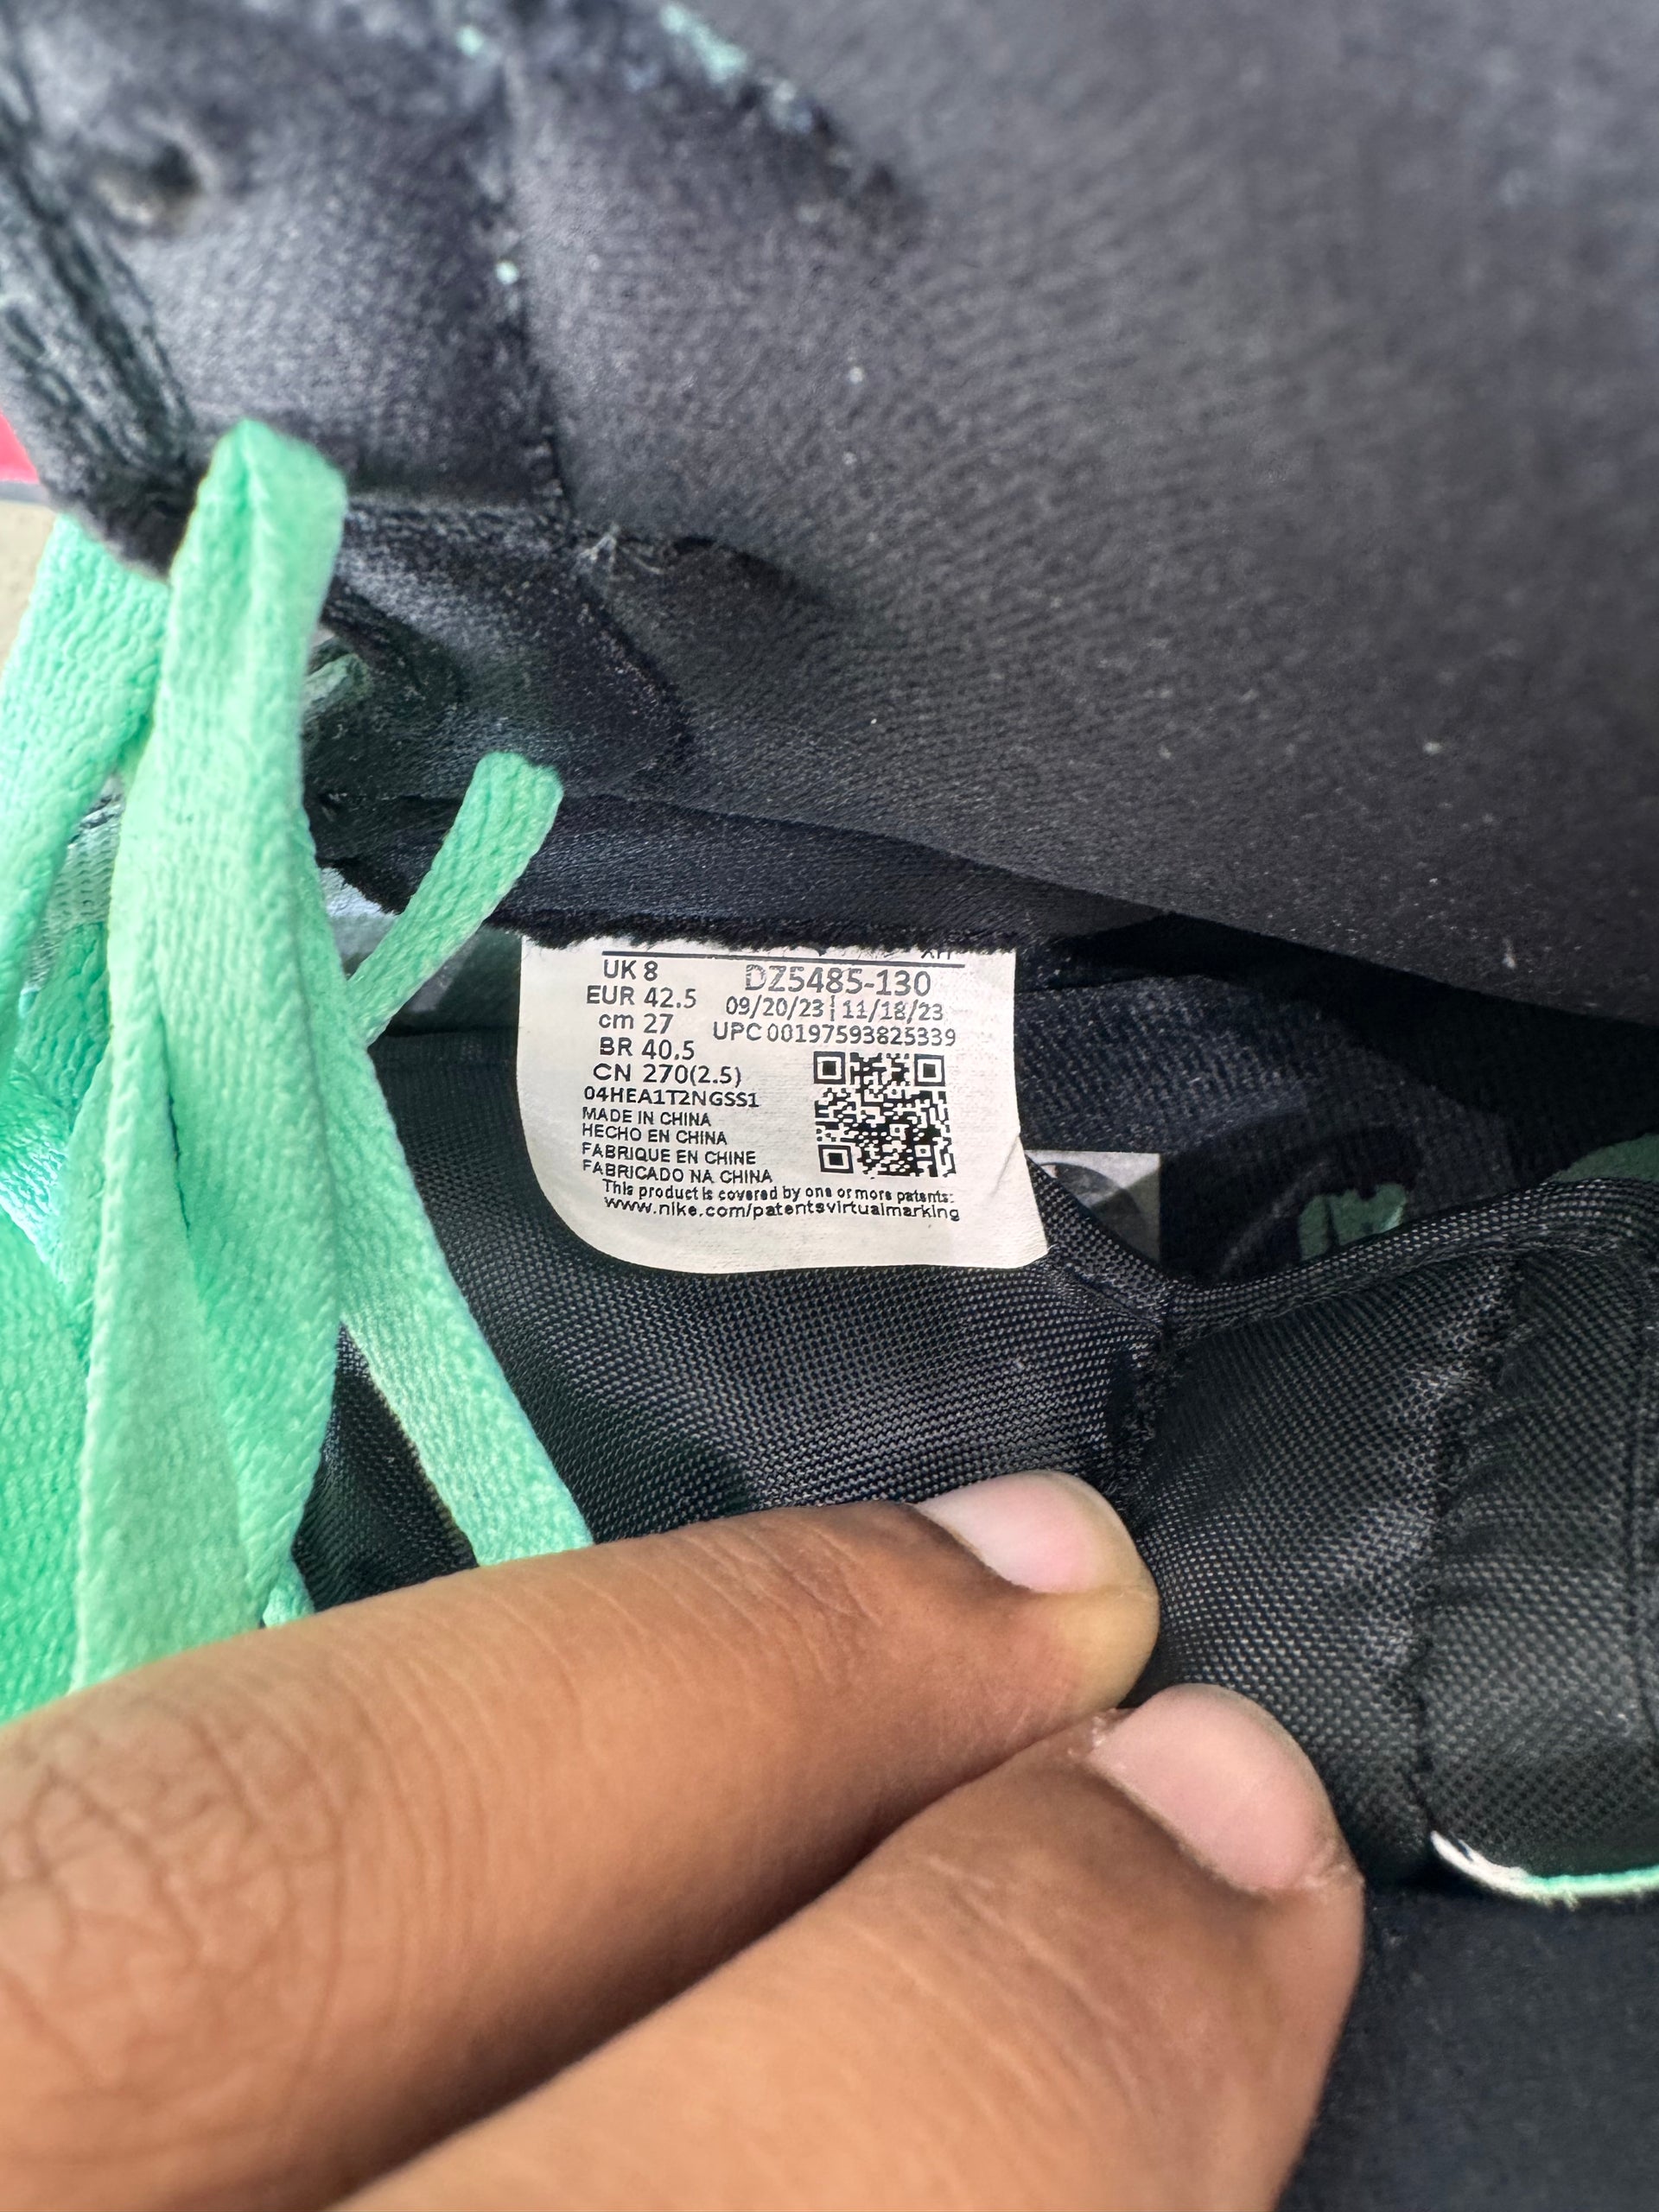 UK 8
EUR 42.5
cm 27
BR 40.5
CN 270(2.5)
DZ5485-130
09/20/23 | 11/18/23
UPC 00197593825339
04HEA1T2NGSS1
MADE IN CHINA
HECHO EN CHINA
FABRIQUE EN CHINE
FABRICADO NA CHINA
This product is covered by one or more patents:
www.nike.com/patentsvirtualmarking